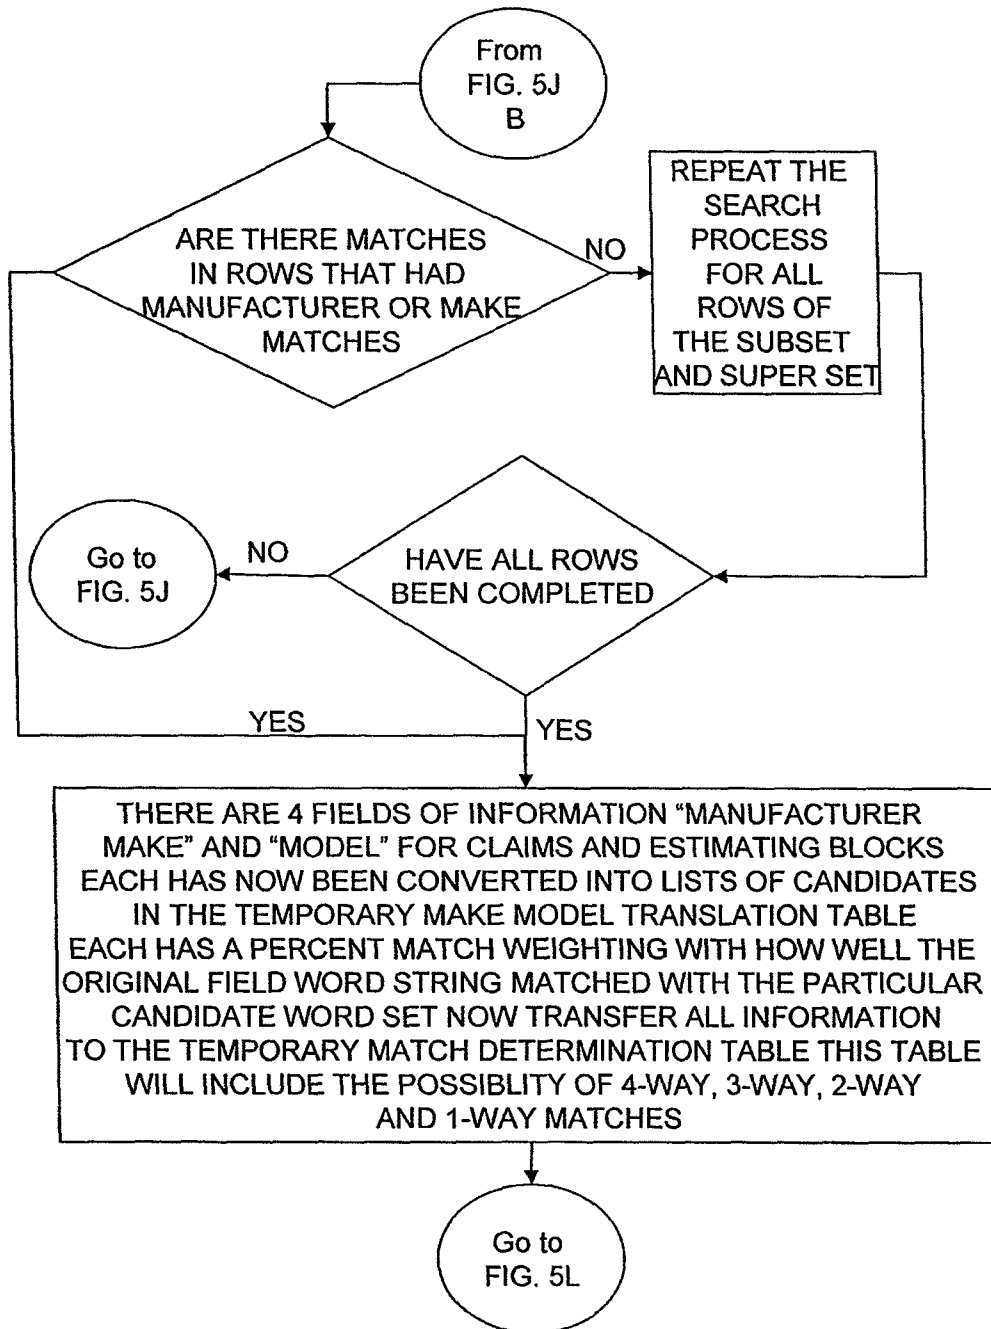 From
FIG. 5J
B
ARE THERE MATCHES
IN ROWS THAT HAD
MANUFACTURER OR MAKE
MATCHES
NO
REPEAT THE
SEARCH
PROCESS
FOR ALL
ROWS OF
THE SUBSET
AND SUPER SET
HAVE ALL ROWS
BEEN COMPLETED
NO
Go to
FIG. 5J
YES
YES
THERE ARE 4 FIELDS OF INFORMATION “MANUFACTURER
MAKE” AND “MODEL” FOR CLAIMS AND ESTIMATING BLOCKS
EACH HAS NOW BEEN CONVERTED INTO LISTS OF CANDIDATES
IN THE TEMPORARY MAKE MODEL TRANSLATION TABLE
EACH HAS A PERCENT MATCH WEIGHTING WITH HOW WELL THE
ORIGINAL FIELD WORD STRING MATCHED WITH THE PARTICULAR
CANDIDATE WORD SET NOW TRANSFER ALL INFORMATION
TO THE TEMPORARY MATCH DETERMINATION TABLE THIS TABLE
WILL INCLUDE THE POSSIBLITY OF 4-WAY, 3-WAY, 2-WAY
AND 1-WAY MATCHES
Go to
FIG. 5L